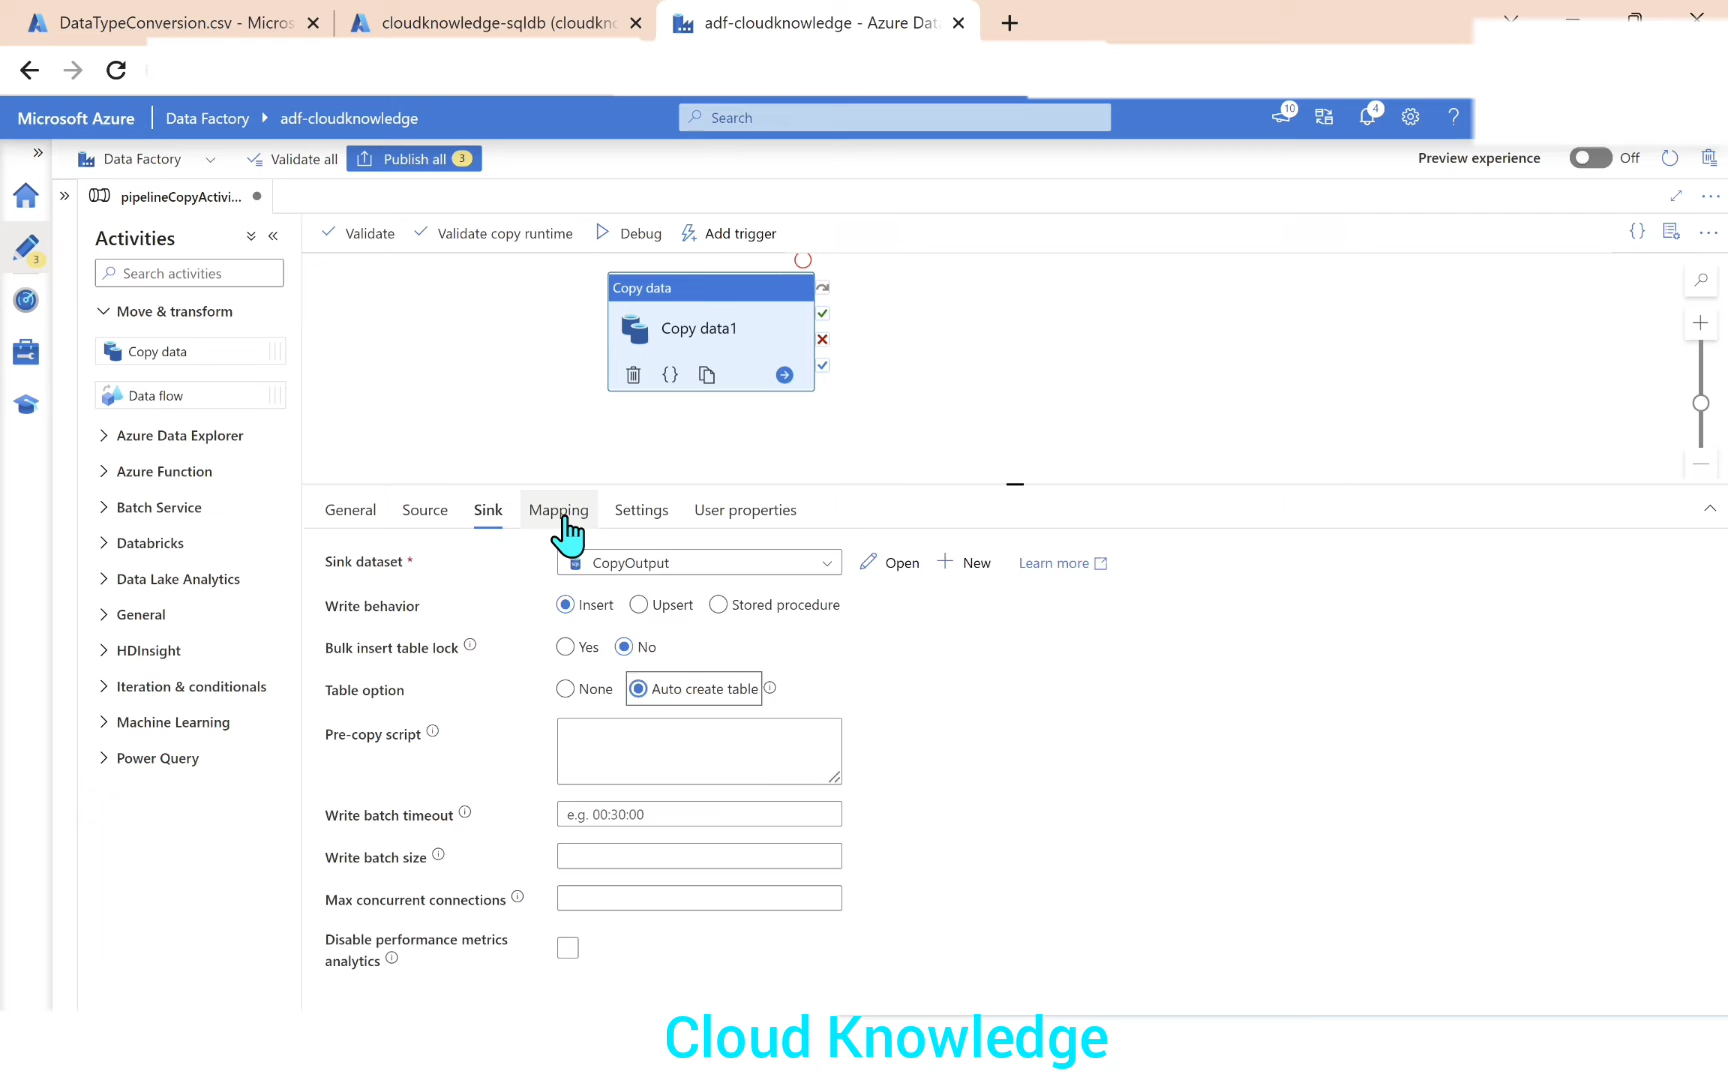 DataTypeConversion.csv - Micros
cloudknowledge-sqldb (cloudkno
adf-cloudknowledge - Azure Data
Microsoft Azure
Data Factory
adf-cloudknowledge
Search
10
4
Data Factory
Validate all
Publish all 3
Preview experience
Off
pipelineCopyActivi...
Activities
Validate
Validate copy runtime
Debug
Add trigger
3
Search activities
Move & transform
Copy data
Data flow
Azure Data Explorer
Azure Function
Batch Service
Databricks
Data Lake Analytics
General
HDInsight
Iteration & conditionals
Machine Learning
Power Query
Copy data
Copy data1
General
Source
Sink
Mapping
Settings
User properties
Sink dataset *
CopyOutput
Open
New
Learn more
Write behavior
Insert
Upsert
Stored procedure
Bulk insert table lock
Yes
No
Table option
None
Auto create table
Pre-copy script
Write batch timeout
e.g. 00:30:00
Write batch size
Max concurrent connections
Disable performance metrics
analytics
Cloud Knowledge